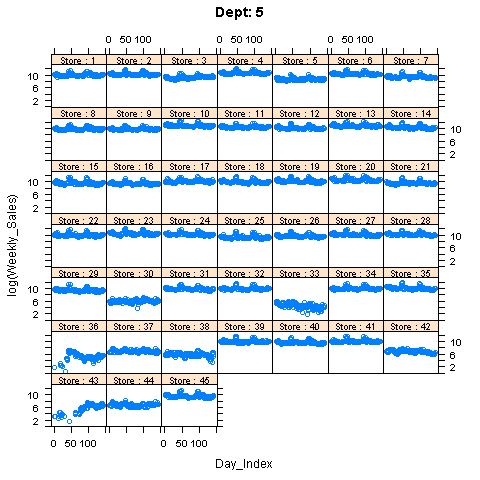 Dept: 5
0 50 100 0 50 100 0 50 100
Store : 1 Store : 2 Store : 3 Store : 4 Store : 5 Store : 6 Store : 7
10
6
2
Store : 8 Store : 9 Store : 10 Store : 11 Store : 12 Store : 13 Store : 14
10
6
2
Store : 15 Store : 16 Store : 17 Store : 18 Store : 19 Store : 20 Store : 21
10
6
2
Store : 22 Store : 23 Store : 24 Store : 25 Store : 26 Store : 27 Store : 28
10
6
2
Store : 29 Store : 30 Store : 31 Store : 32 Store : 33 Store : 34 Store : 35
10
6
2
Store : 36 Store : 37 Store : 38 Store : 39 Store : 40 Store : 41 Store : 42
10
6
2
Store : 43 Store : 44 Store : 45
10
6
2
0 50 100 0 50 100
log(Weekly_Sales)
Day_Index